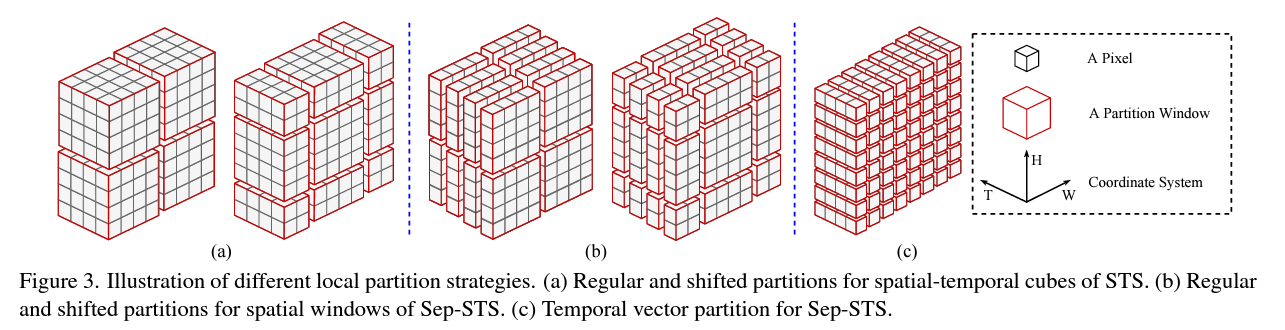 A Pixel
A Partition Window
H
T
W
Coordinate System
(a)
(b)
(c)
Figure 3. Illustration of different local partition strategies. (a) Regular and shifted partitions for spatial-temporal cubes of STS. (b) Regular
and shifted partitions for spatial windows of Sep-STS. (c) Temporal vector partition for Sep-STS.